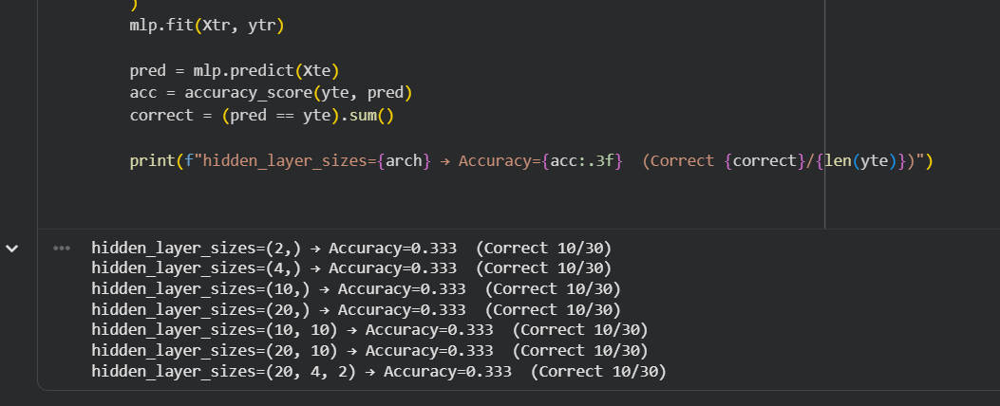 )
mlp.fit(Xtr, ytr)
pred = mlp.predict(Xte)
acc = accuracy_score(yte, pred)
correct = (pred == yte).sum()
print(f"hidden_layer_sizes={arch} → Accuracy={acc:.3f}  (Correct {correct}/{len(yte)})")
hidden_layer_sizes=(2,) → Accuracy=0.333  (Correct 10/30)
hidden_layer_sizes=(4,) → Accuracy=0.333  (Correct 10/30)
hidden_layer_sizes=(10,) → Accuracy=0.333  (Correct 10/30)
hidden_layer_sizes=(20,) → Accuracy=0.333  (Correct 10/30)
hidden_layer_sizes=(10, 10) → Accuracy=0.333  (Correct 10/30)
hidden_layer_sizes=(20, 10) → Accuracy=0.333  (Correct 10/30)
hidden_layer_sizes=(20, 4, 2) → Accuracy=0.333  (Correct 10/30)